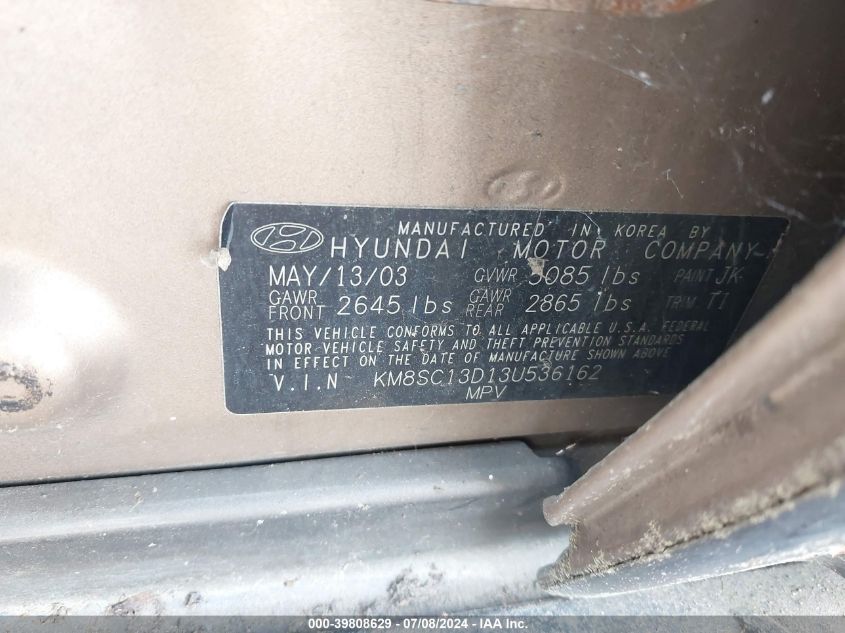 MANUFACTURED IN KOREA BY
HYUNDAI MOTOR COMPANY
MAY/13/03 GVWR 5085 lbs PAINT JK
GAWR FRONT 2645 lbs GAWR REAR 2865 lbs TRIM TI
THIS VEHICLE CONFORMS TO ALL APPLICABLE U.S.A. FEDERAL
MOTOR-VEHICLE SAFETY AND THEFT PREVENTION STANDARDS
IN EFFECT ON THE DATE OF MANUFACTURE SHOWN ABOVE
V.I.N KM8SC13D13U536162
MPV
000-39808629 - 07/08/2024 - IAA Inc.